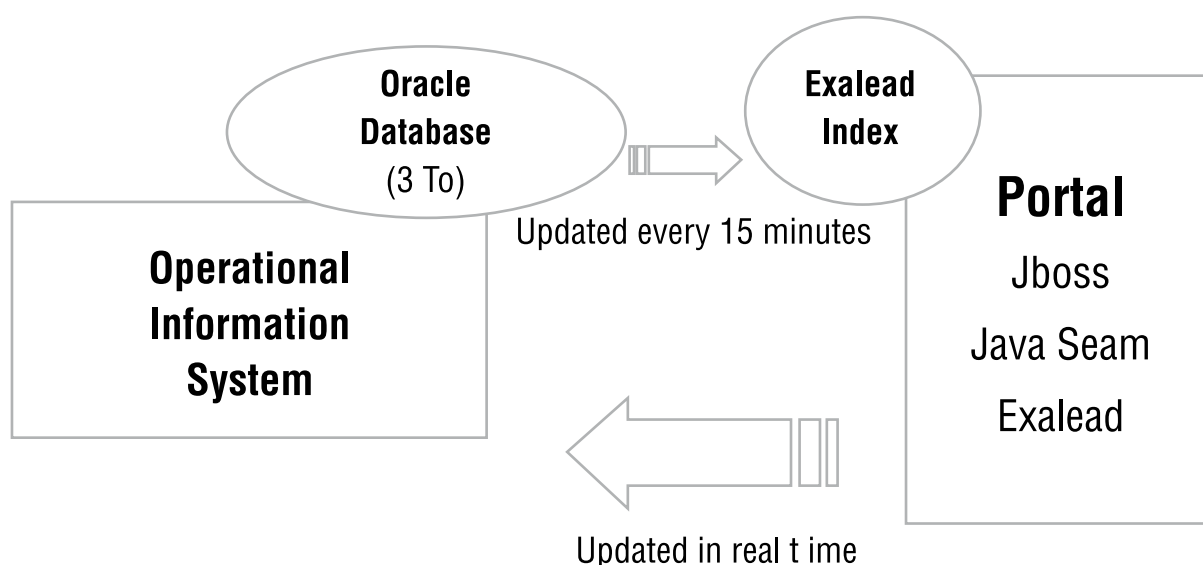 Oracle
Database
(3 To)
Exalead
Index
Updated every 15 minutes
Operational
Information
System
Portal
Jboss
Java Seam
Exalead
Updated in real t ime